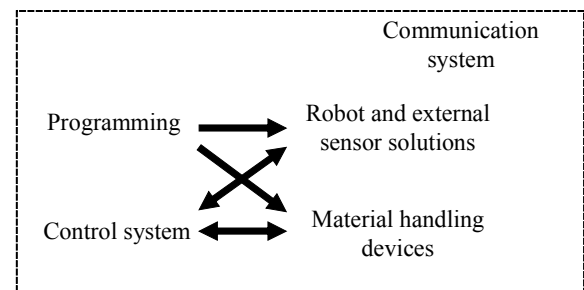 Communication
system
Programming
Robot and external
sensor solutions
Control system
Material handling
devices